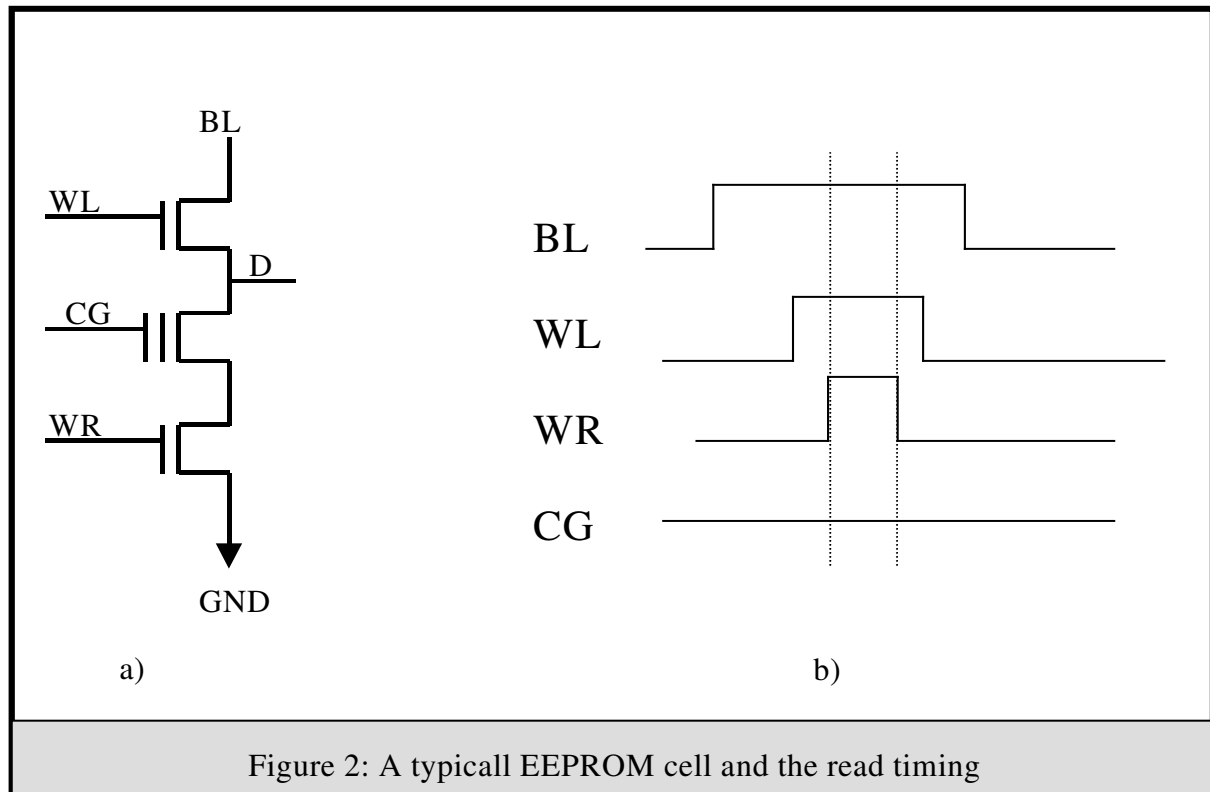 BL
WL
D
CG
WR
GND
a)
BL
WL
WR
CG
b)
Figure 2: A typicall EEPROM cell and the read timing